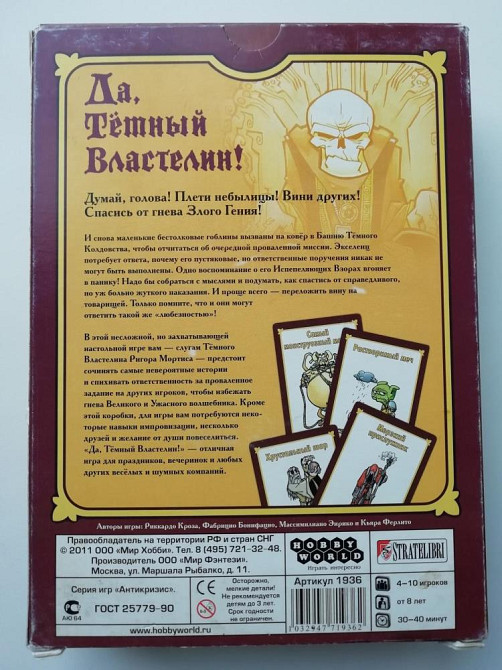 Да,
Тёмный
Властелин!
Думай, голова! Плети небылицы! Вини других!
Спасись от гнева Злого Гения!
И снова маленькие бестолковые гоблины вызваны на ковёр в Башню Тёмного
Колдовства, чтобы отчитаться об очередной проваленной миссии. Экселенц
потребует ответа, почему его пустяковые, но ответственные поручения никак не
могут быть выполнены. Одно воспоминание о его Испепеляющих Взорах вгоняет
в панику! Надо бы собраться с мыслями и подумать, как спастись от справедливого,
но уж больно жуткого наказания. И проще всего — переложить вину на
товарищей. Только помните, что и они могут
ответить такой же «любезностью»!
В этой несложной, но захватывающей
настольной игре вам — слугам Тёмного
Властелина Ригора Мортиса — предстоит
сочинять самые невероятные истории
и спихивать ответственность за проваленное
задание на других игроков, чтобы избежать
гнева Великого и Ужасного волшебника. Кроме
этой коробки, для игры вам потребуются неко-
торые навыки импровизации, несколько
друзей и желание от души повеселиться.
«Да, Тёмный Властелин!» — отличная
игра для праздников, вечеринок и любых
других весёлых и шумных компаний.
Самый
Растворенный меч
Хрустальный шар
Морской
Авторы игры: Риккардо Кроза, Фабрицио Бонифацио, Массимилиано Энрико и Кьяра Ферлито
Правообладатель на территории РФ и стран СНГ
© 2011 ООО «Мир Хобби». Тел. 8 (495) 721-32-48.
Производитель ООО «Мир Фэнтези».
Москва, ул. Маршала Рыбалко, д. 11.
HOBBY
WORLD
Играть интересно
STRATELIBRI
Артикул 1936
Серия игр «Антикризис».
ГОСТ 25779-90
АЮ 64
Осторожно,
мелкие детали!
Не рекомендуется
детям до 3 лет.
Срок годности
не ограничен.
www.hobbyworld.ru
4–10 игроков
от 8 лет
30–40 минут